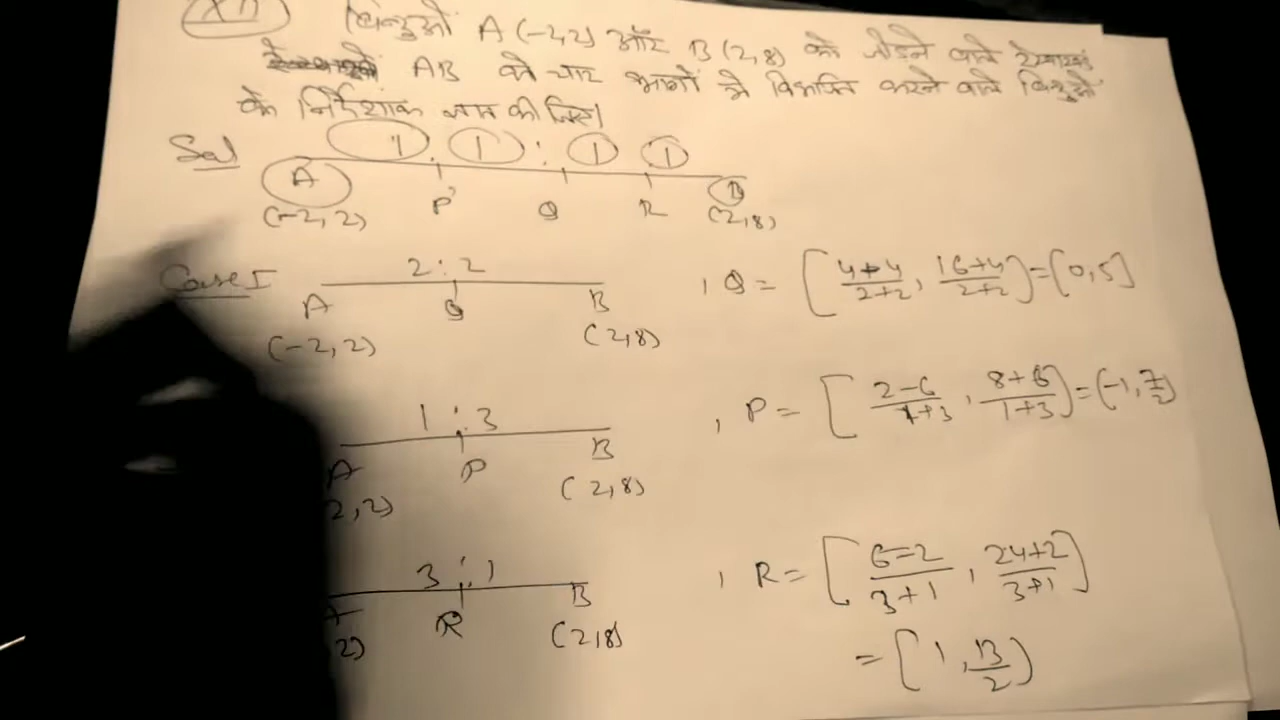 बिन्दुओं A(-2,2) और B(2,8) को जोड़ने वाले रेखाखंड
AB को चार भागों में विभाजित करने वाले बिन्दुओं
के निर्देशांक ज्ञात कीजिए।
Sol 1 : 1 : 1 1
A P Q R B
(-2,2) (2,8)
Case I 2:2 , Q = [4-4/2+2, 16+4/2+2] = [0,5]
A Q B
(-2,2) (2,8)
1:3 , P = [2-6/1+3, 8+6/1+3] = (-1, 7/2)
A P B
2,2) (2,8)
3:1 , R = [6-2/3+1, 24+2/3+1]
A R B
2) (2,8) = [1, 13/2)